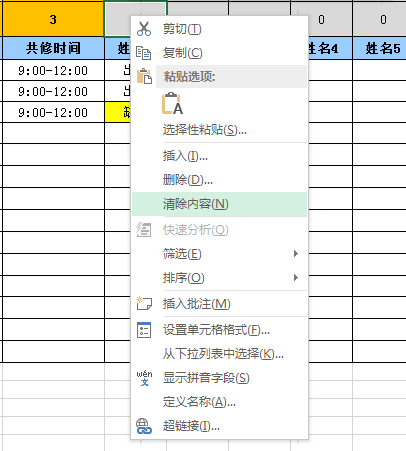 3
0
0
共修时间
姓
姓名4
姓名5
9:00-12:00
9:00-12:00
9:00-12:00
剪切(T)
复制(C)
粘贴选项:
A
选择性粘贴(S)...
插入(I)...
删除(D)...
清除内容(N)
快速分析(Q)
筛选(E)
排序(O)
插入批注(M)
设置单元格格式(F)...
从下拉列表中选择(K)...
wén
文
显示拼音字段(S)
定义名称(A)...
超链接(I)...